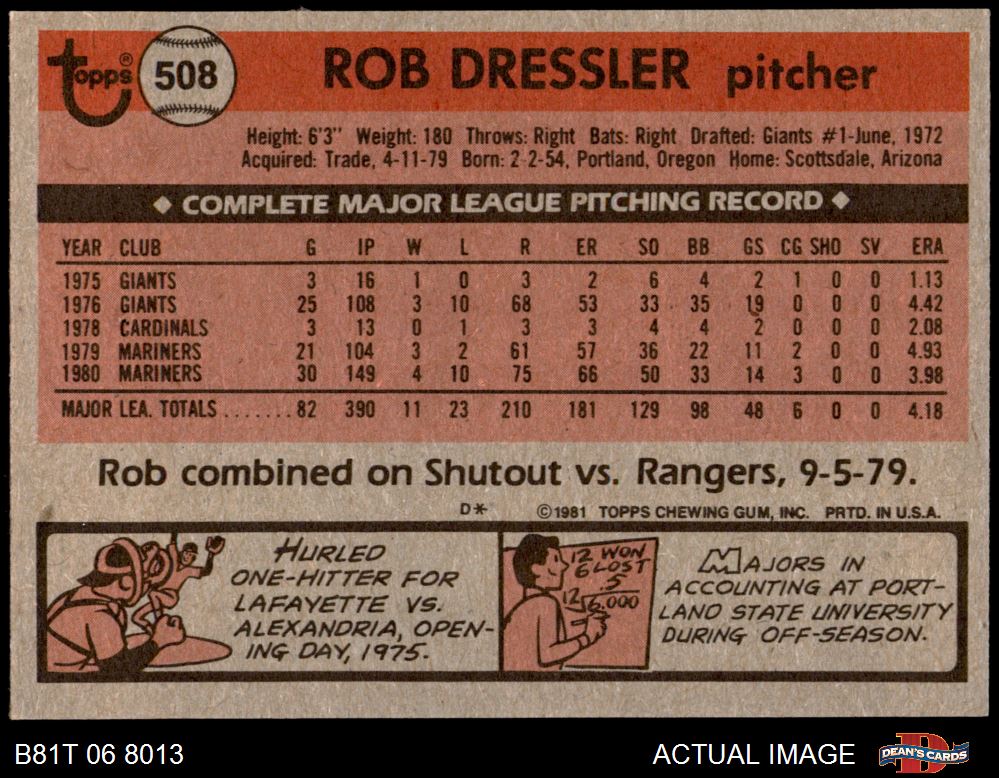 Topps® 508 ROB DRESSLER pitcher
Height: 6'3" Weight: 180 Throws: Right Bats: Right Drafted: Giants #1-June, 1972
Acquired: Trade, 4-11-79 Born: 2-2-54, Portland, Oregon Home: Scottsdale, Arizona
◆ COMPLETE MAJOR LEAGUE PITCHING RECORD ◆
YEAR CLUB G IP W L R ER SO BB GS CG SHO SV ERA
1975 GIANTS 3 16 1 0 3 2 6 4 2 1 0 0 1.13
1976 GIANTS 25 108 3 10 68 53 33 35 19 0 0 0 4.42
1978 CARDINALS 3 13 0 1 3 3 4 4 2 0 0 0 2.08
1979 MARINERS 21 104 3 2 61 57 36 22 11 2 0 0 4.93
1980 MARINERS 30 149 4 10 75 66 50 33 14 3 0 0 3.98
MAJOR LEA. TOTALS.......82 390 11 23 210 181 129 98 48 6 0 0 4.18
Rob combined on Shutout vs. Rangers, 9-5-79.
D* ©1981 TOPPS CHEWING GUM, INC. PRTD. IN U.S.A.
HURLED
ONE-HITTER FOR
LAFAYETTE VS.
ALEXANDRIA, OPEN-
ING DAY, 1975.
12 WON
6 LOST
.5
12 6.000
MAJORS IN
ACCOUNTING AT PORT-
LAND STATE UNIVERSITY
DURING OFF-SEASON.
B81T 06 8013 ACTUAL IMAGE DEAN'S CARDS